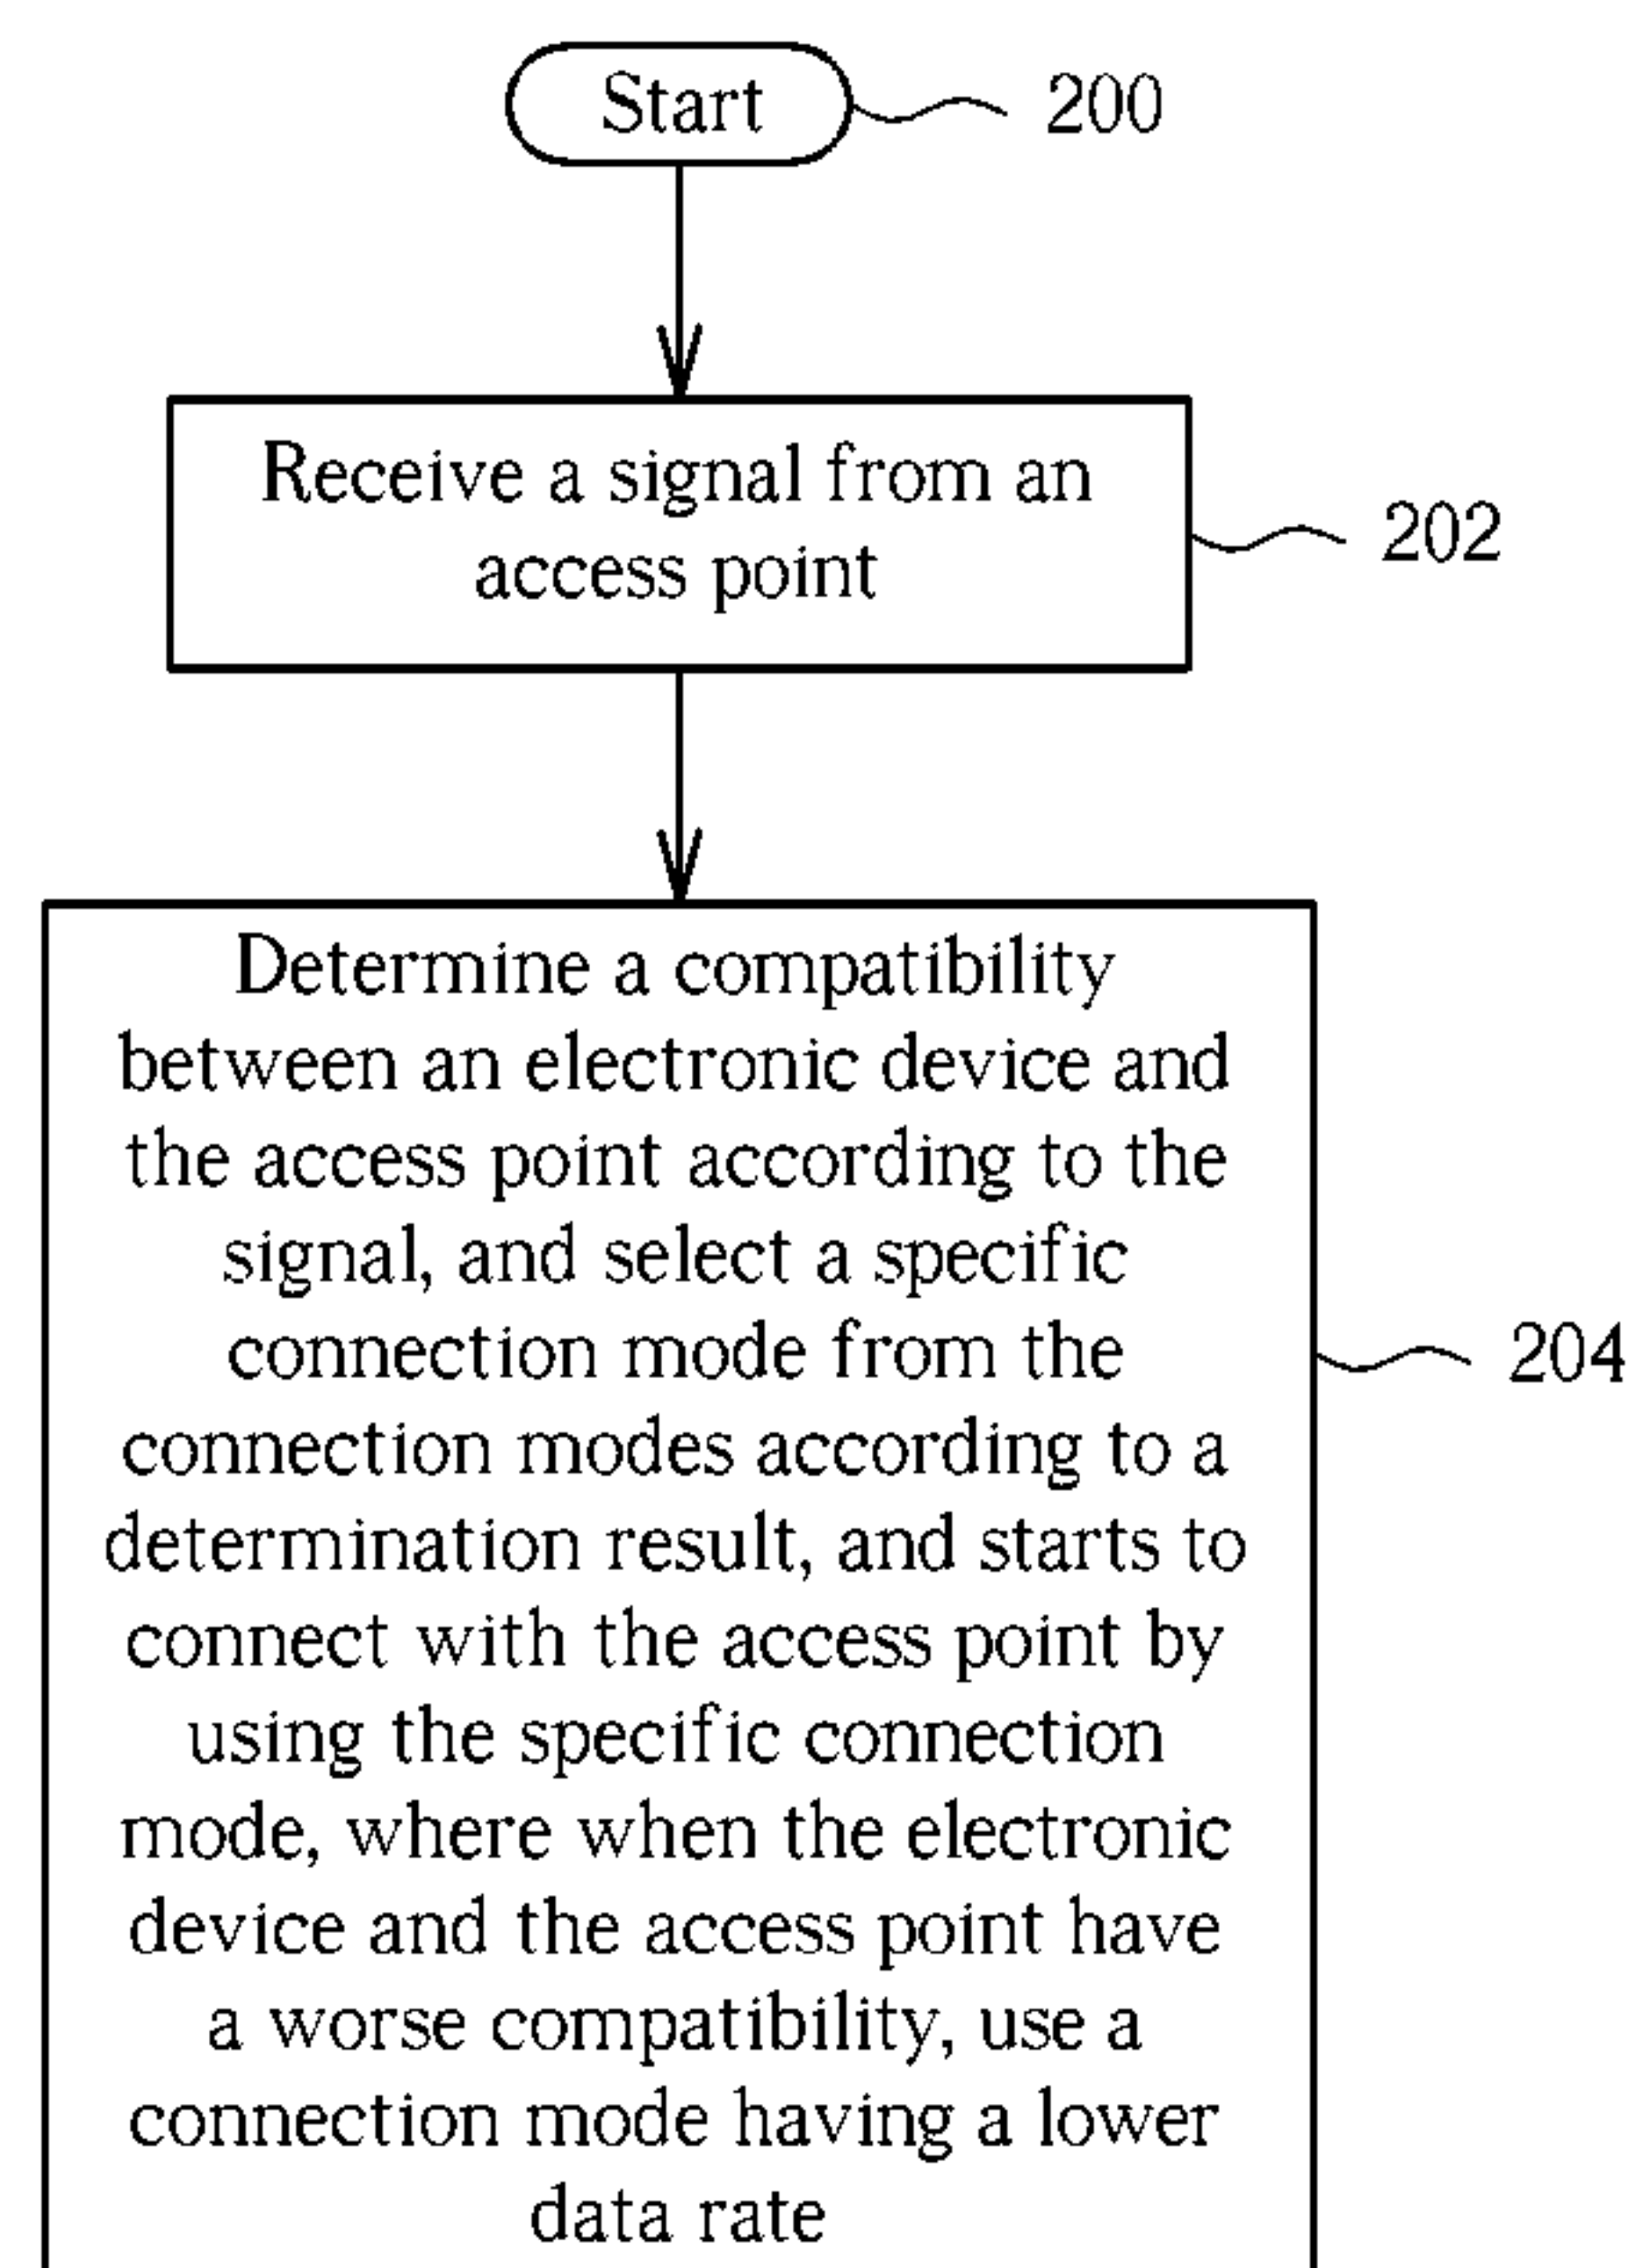 Start
200
Receive a signal from an
access point
202
Determine a compatibility
between an electronic device and
the access point according to the
signal, and select a specific
connection mode from the
connection modes according to a
determination result, and starts to
connect with the access point by
using the specific connection
mode, where when the electronic
device and the access point have
a worse compatibility, use a
connection mode having a lower
data rate
204